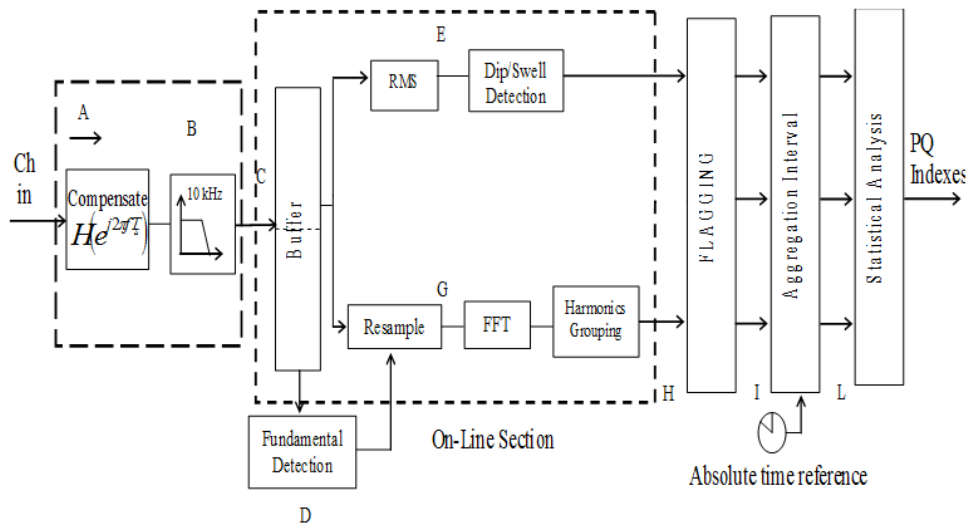 A
B
Ch
in
Compensate
H(e^{j2πfT_s})
10 kHz
C
Buffer
E
RMS
Dip/Swell
Detection
G
Resample
FFT
Harmonics
Grouping
Fundamental
Detection
D
On-Line Section
H
FLAGGING
I
Aggregation Interval
L
Statistical Analysis
PQ
Indexes
Absolute time reference